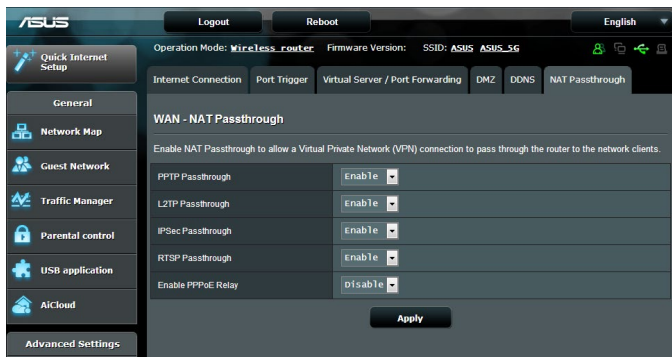 ASUS
Logout
Reboot
English
Quick Internet
Setup
Operation Mode: Wireless router Firmware Version: SSID: ASUS ASUS_5G
Internet Connection
Port Trigger
Virtual Server / Port Forwarding
DMZ
DDNS
NAT Passthrough
General
Network Map
Guest Network
Traffic Manager
Parental control
USB application
AiCloud
Advanced Settings
WAN - NAT Passthrough
Enable NAT Passthrough to allow a Virtual Private Network (VPN) connection to pass through the router to the network clients.
PPTP Passthrough Enable
L2TP Passthrough Enable
IPSec Passthrough Enable
RTSP Passthrough Enable
Enable PPPoE Relay Disable
Apply